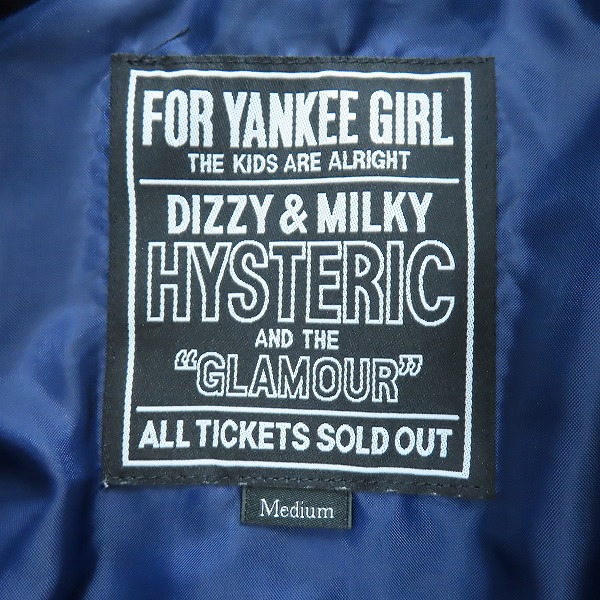 FOR YANKEE GIRL
THE KIDS ARE ALRIGHT
DIZZY & MILKY
HYSTERIC
AND THE
“GLAMOUR”
ALL TICKETS SOLD OUT
Medium